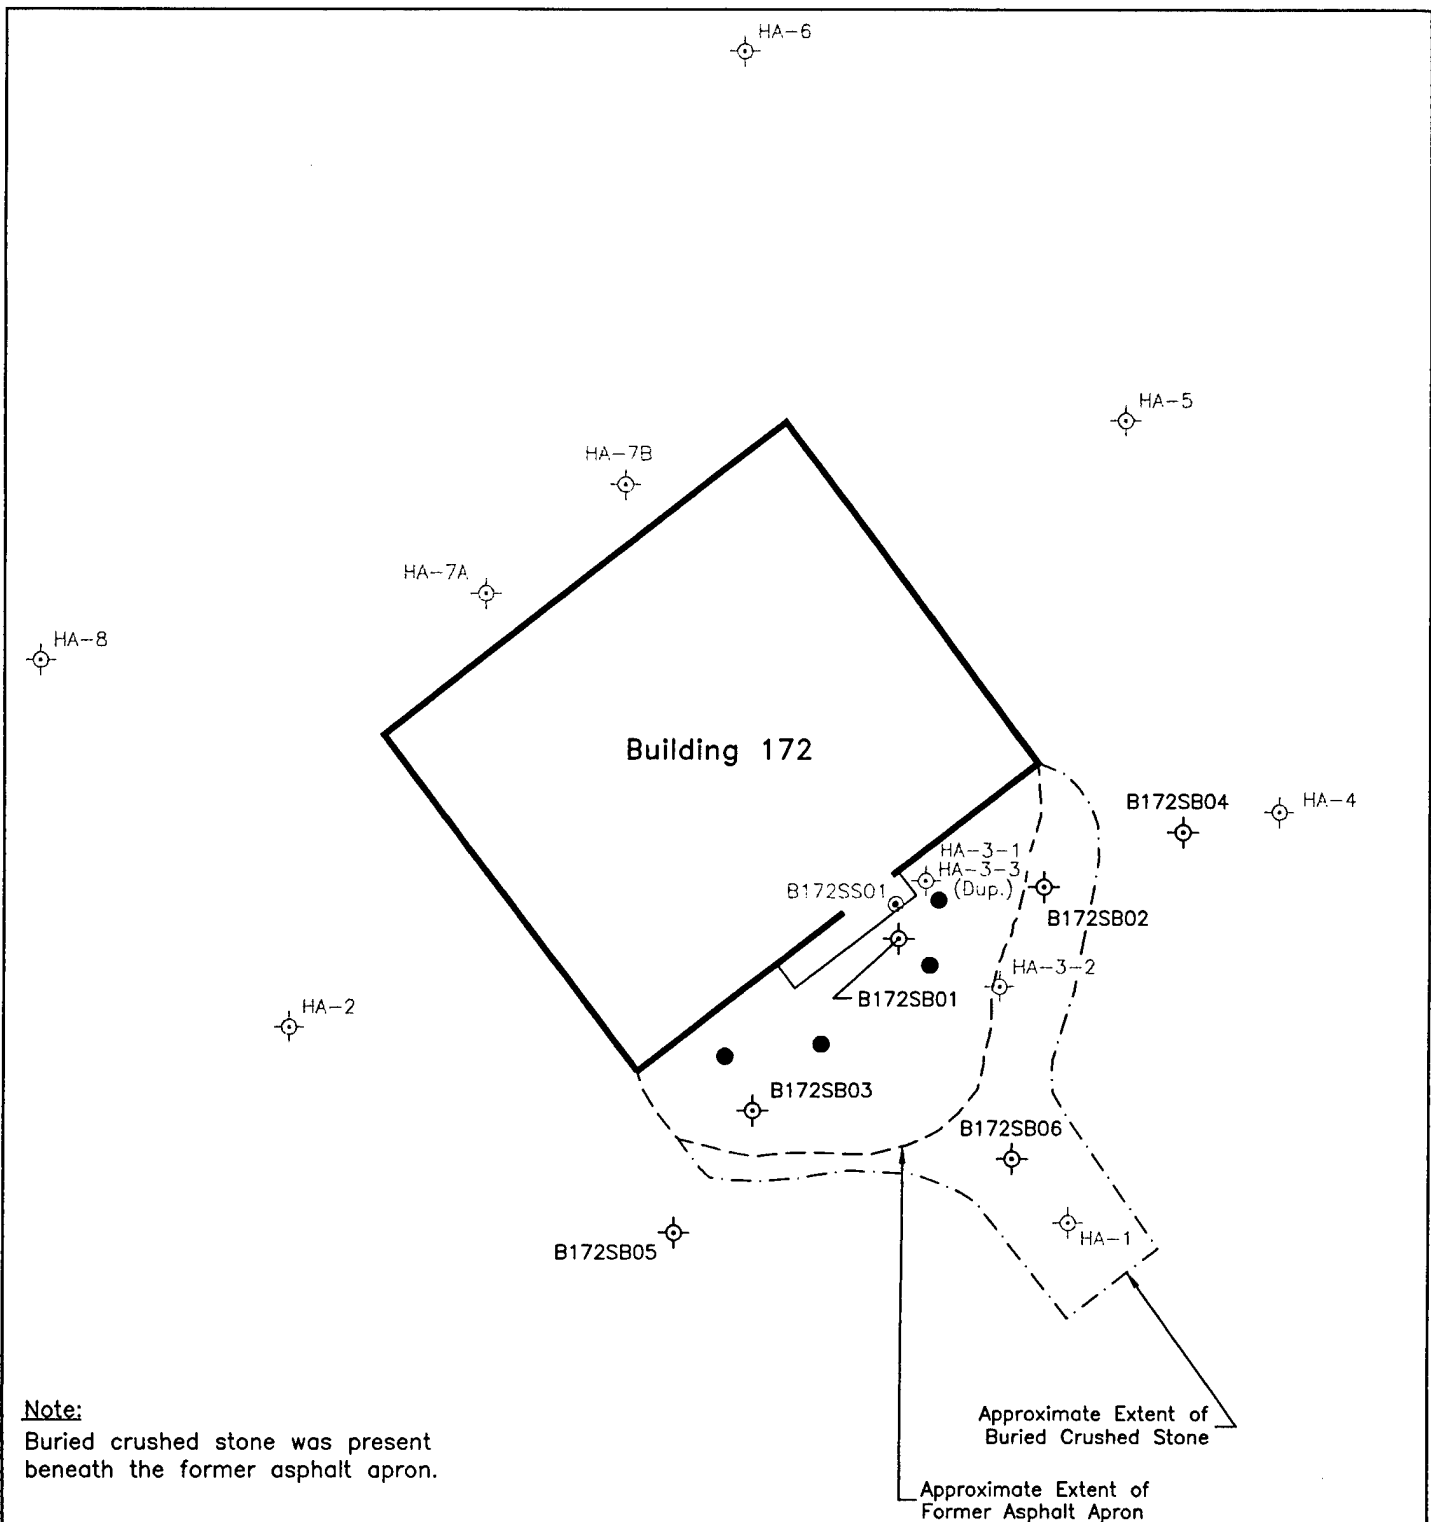 HA-6
HA-5
HA-7B
HA-7A
HA-8
Building 172
B172SB04
HA-4
HA-3-1
HA-3-3
(Dup.)
B172SS01
B172SB02
HA-3-2
B172SB01
HA-2
B172SB03
B172SB06
HA-1
B172SB05
Note:
Buried crushed stone was present
beneath the former asphalt apron.
Approximate Extent of
Buried Crushed Stone
Approximate Extent of
Former Asphalt Apron